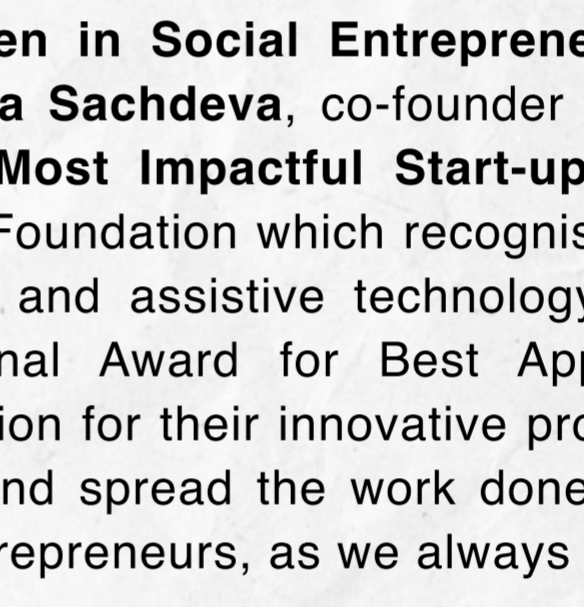 en in Social Entreprene
a Sachdeva, co-founder
Most Impactful Start-up
Foundation which recognis
and assistive technology
nal Award for Best App
ion for their innovative pro
nd spread the work done
repreneurs, as we always